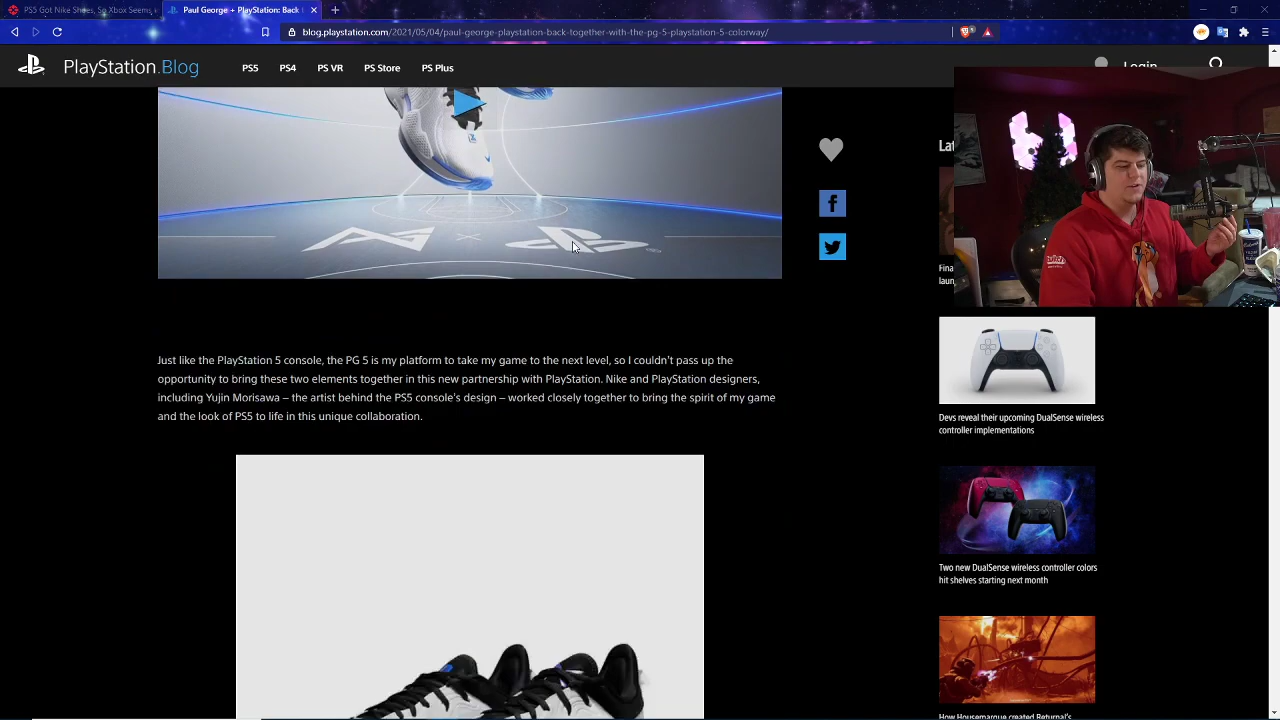 PS5 Got Nike Shoes, So Xbox Seems
Paul George + PlayStation: Back
blog.playstation.com/2021/05/04/paul-george-playstation-back-together-with-the-pg-5-playstation-5-colorway/
PlayStation.Blog
PS5
PS4
PS VR
PS Store
PS Plus
Login
Just like the PlayStation 5 console, the PG 5 is my platform to take my game to the next level, so I couldn't pass up the
opportunity to bring these two elements together in this new partnership with PlayStation. Nike and PlayStation designers,
including Yujin Morisawa – the artist behind the PS5 console's design – worked closely together to bring the spirit of my game
and the look of PS5 to life in this unique collaboration.
Devs reveal their upcoming DualSense wireless
controller implementations
Two new DualSense wireless controller colors
hit shelves starting next month
How Housemarque created Returnal's